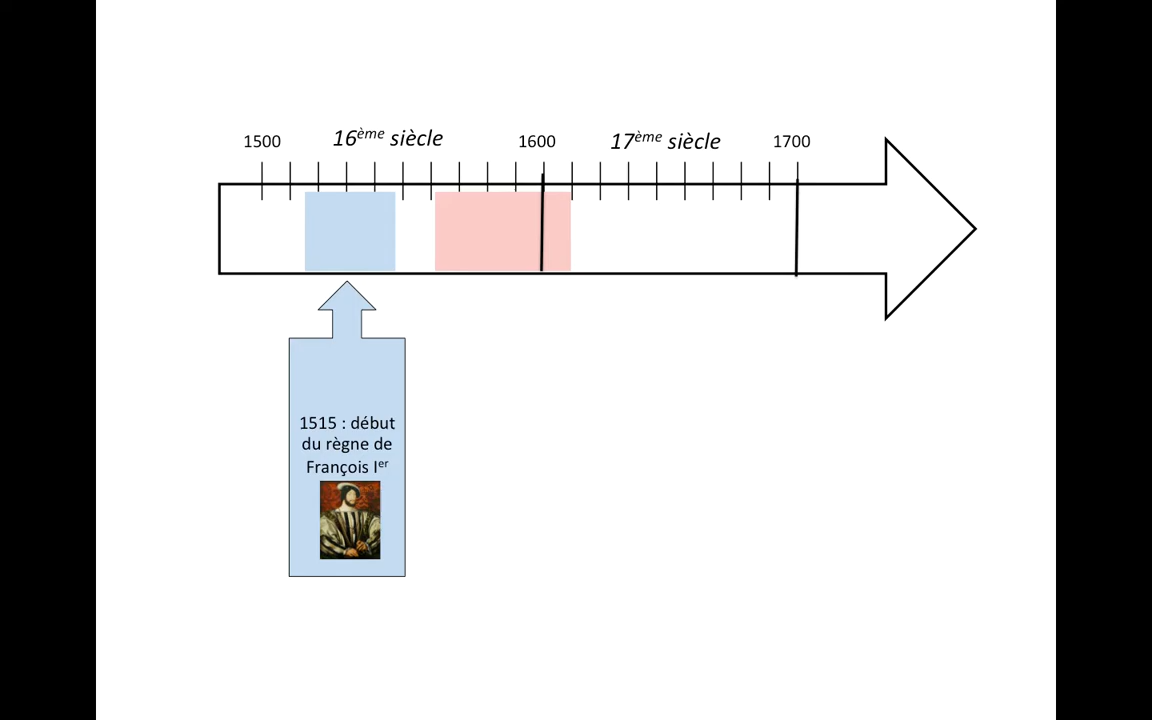 1500 16ème siècle 1600 17ème siècle 1700
1515 : début
du règne de
François Ier